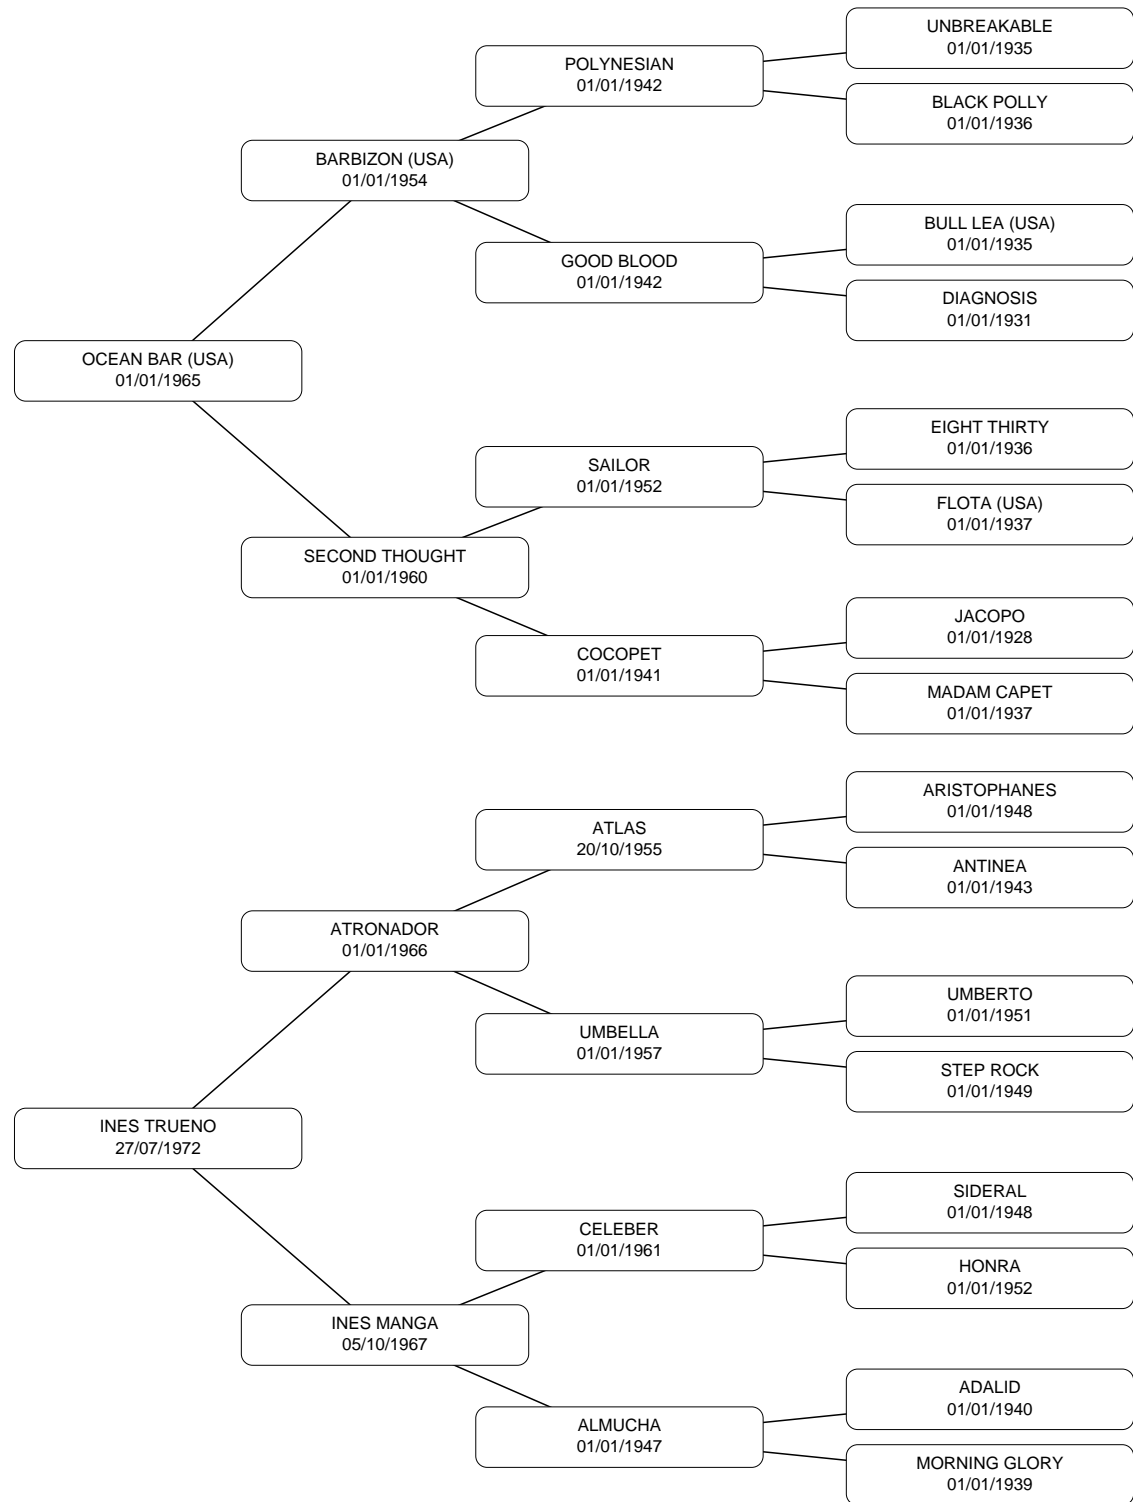 UNBREAKABLE
01/01/1935
POLYNESIAN
01/01/1942
BLACK POLLY
01/01/1936
BARBIZON (USA)
01/01/1954
BULL LEA (USA)
01/01/1935
GOOD BLOOD
01/01/1942
DIAGNOSIS
01/01/1931
OCEAN BAR (USA)
01/01/1965
EIGHT THIRTY
01/01/1936
SAILOR
01/01/1952
FLOTA (USA)
01/01/1937
SECOND THOUGHT
01/01/1960
JACOPO
01/01/1928
COCOPET
01/01/1941
MADAM CAPET
01/01/1937
ARISTOPHANES
01/01/1948
ATLAS
20/10/1955
ANTINEA
01/01/1943
ATRONADOR
01/01/1966
UMBERTO
01/01/1951
UMBELLA
01/01/1957
STEP ROCK
01/01/1949
INES TRUENO
27/07/1972
SIDERAL
01/01/1948
CELEBER
01/01/1961
HONRA
01/01/1952
INES MANGA
05/10/1967
ADALID
01/01/1940
ALMUCHA
01/01/1947
MORNING GLORY
01/01/1939